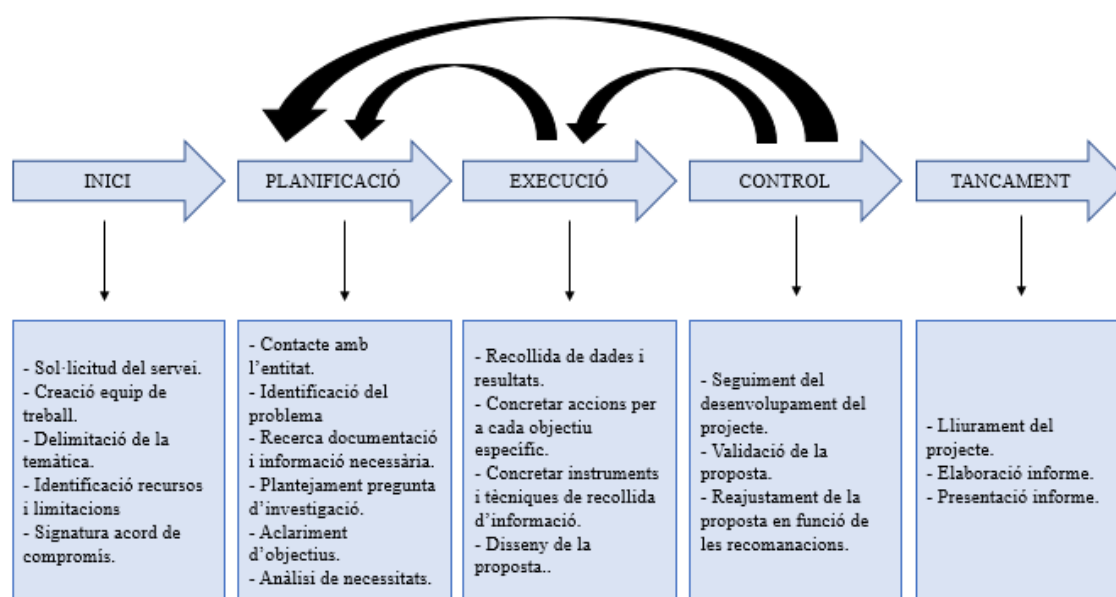 INICI
PLANIFICACIÓ
EXECUCIÓ
CONTROL
TANCAMENT
- Sol·licitud del servei.
- Creació equip de
treball.
- Delimitació de la
temàtica.
- Identificació recursos
i limitacions
- Signatura acord de
compromís.
- Contacte amb
l’entitat.
- Identificació del
problema
- Recerca documentació
i informació necessària.
- Plantejament pregunta
d’investigació.
- Aclariment
d’objectius.
- Anàlisi de necessitats.
- Recollida de dades i
resultats.
- Concretar accions per
a cada objectiu
específic.
- Concretar instruments
i tècniques de recollida
d’informació.
- Disseny de la
proposta..
- Seguiment del
desenvolupament del
projecte.
- Validació de la
proposta.
- Reajustament de la
proposta en funció de
les recomanacions.
- Lliurament del
projecte.
- Elaboració informe.
- Presentació informe.